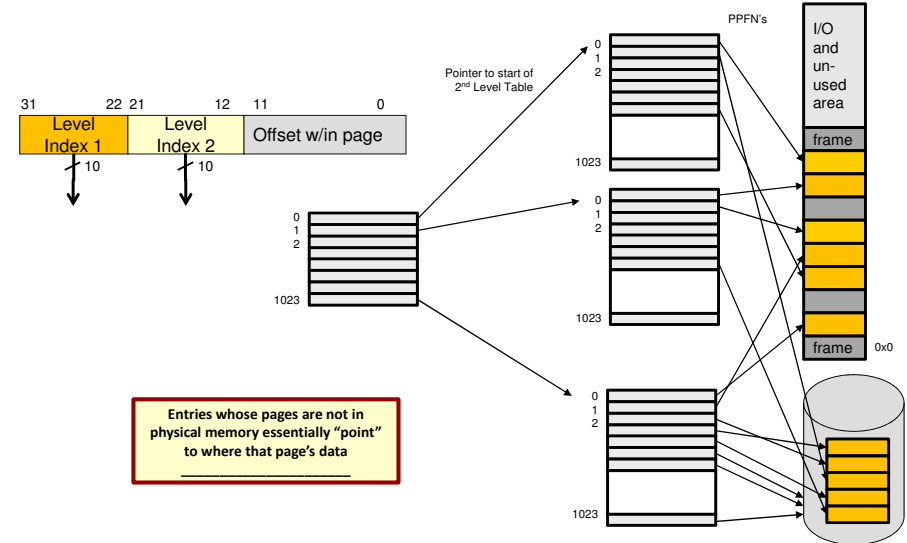 PPFN's
I/O
and
un-
used
area
frame
frame
0x0
31
22
21
12
11
0
Level
Index 1
Level
Index 2
Offset w/in page
10
10
Pointer to start of
2nd Level Table
0
1
2
1023
0
1
2
1023
0
1
2
1023
0
1
2
1023
Entries whose pages are not in
physical memory essentially “point”
to where that page’s data
_____________________